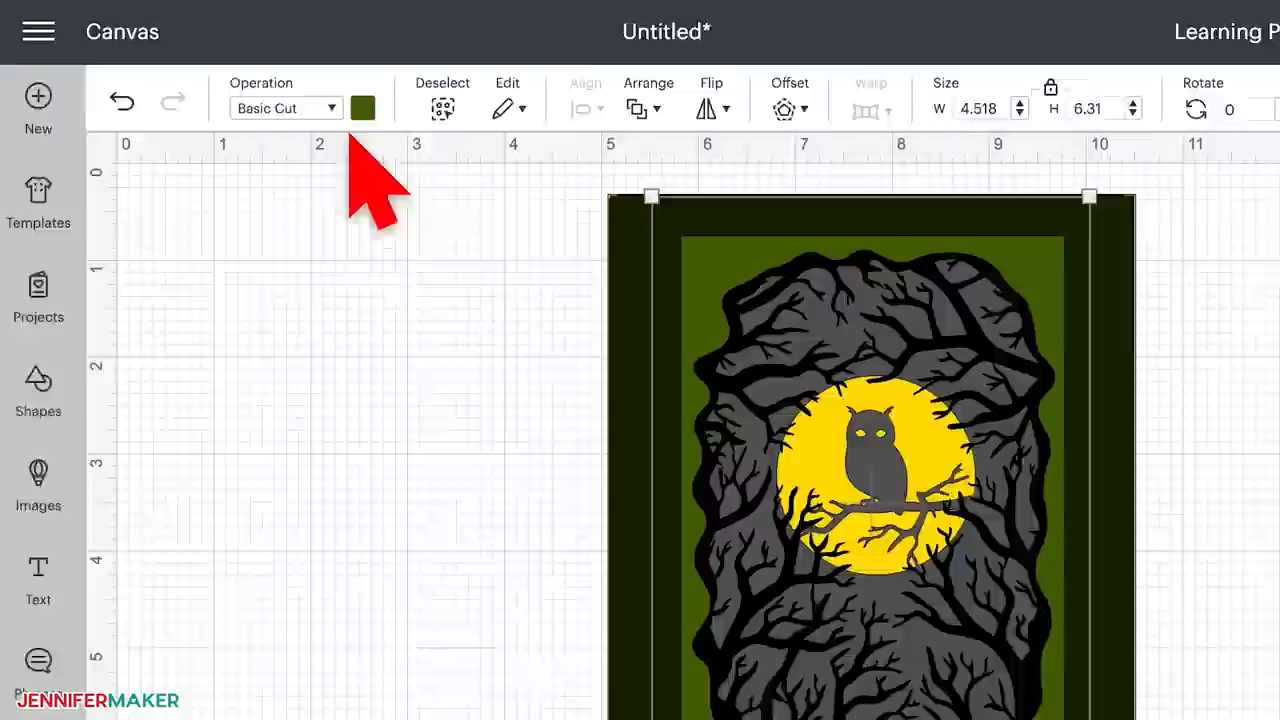 Canvas
Untitled*
Learning P
Operation
Deselect
Edit
Align
Arrange
Flip
Offset
Warp
Size
Rotate
Basic Cut
W 4.518
H 6.31
0
New
Templates
Projects
Shapes
Images
Text
0 1 2 3 4 5 6 7 8 9 10 11
0
1
2
3
4
5
JENNIFERMAKER